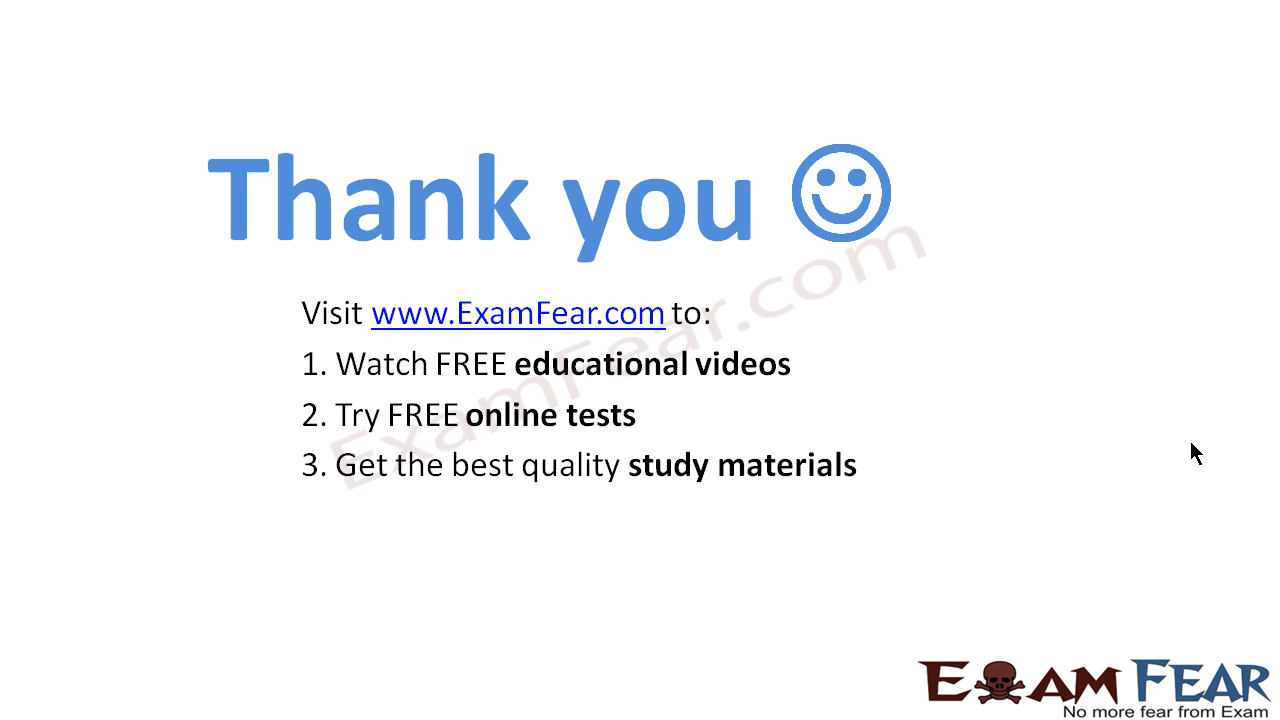 Thank you
Visit www.ExamFear.com to:
1. Watch FREE educational videos
2. Try FREE online tests
3. Get the best quality study materials
ExamFear.com
EXAM FEAR
No more fear from Exam